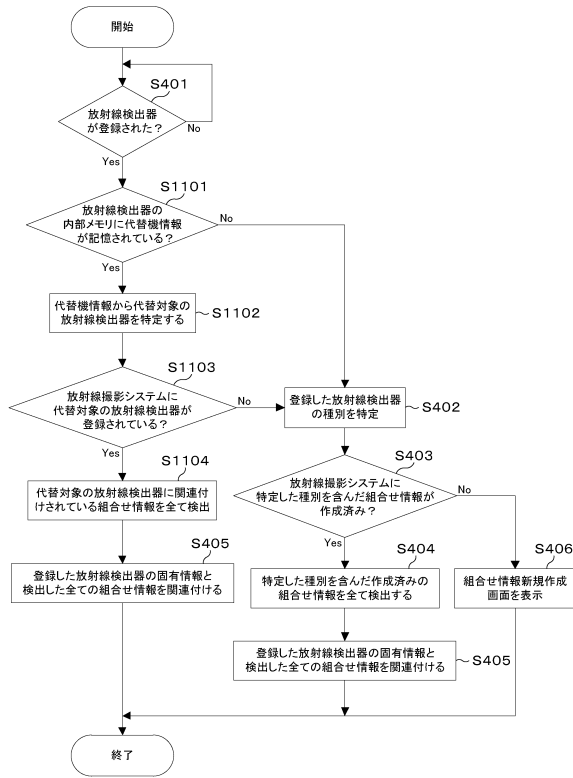 開始
S401
放射線検出器
が登録された？
No
Yes
S1101
放射線検出器の
内部メモリに代替機情報
が記憶されている？
No
Yes
代替機情報から代替対象の
放射線検出器を特定する
S1102
S1103
放射線撮影システムに
代替対象の放射線検出器が
登録されている？
No
Yes
登録した放射線検出器
の種別を特定
S402
S1104
代替対象の放射線検出器に関連付
けされている組合せ情報を全て検出
S403
放射線撮影システムに
特定した種別を含んだ組合せ情報が
作成済み？
No
Yes
S405
登録した放射線検出器の固有情報と
検出した全ての組合せ情報を関連付ける
S404
特定した種別を含んだ作成済みの
組合せ情報を全て検出する
S406
組合せ情報新規作成
画面を表示
登録した放射線検出器の固有情報と
検出した全ての組合せ情報を関連付ける
S405
終了